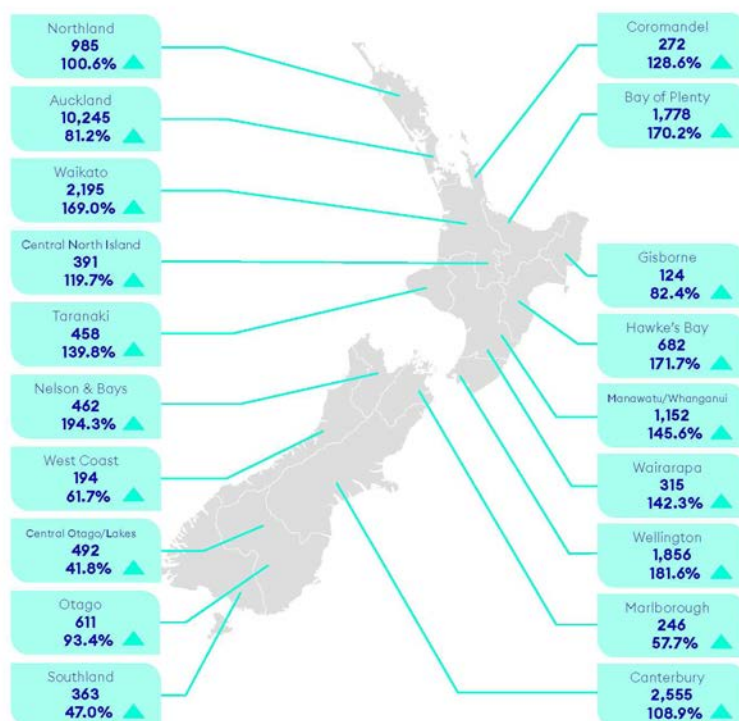 Northland
985
100.6%
Auckland
10,245
81.2%
Waikato
2,195
169.0%
Central North Island
391
119.7%
Taranaki
458
139.8%
Nelson & Bays
462
194.3%
West Coast
194
61.7%
Central Otago/Lakes
492
41.8%
Otago
611
93.4%
Southland
363
47.0%
Coromandel
272
128.6%
Bay of Plenty
1,778
170.2%
Gisborne
124
82.4%
Hawke's Bay
682
171.7%
Manawatu/Whanganui
1,152
145.6%
Wairarapa
315
142.3%
Wellington
1,856
181.6%
Marlborough
246
57.7%
Canterbury
2,555
108.9%